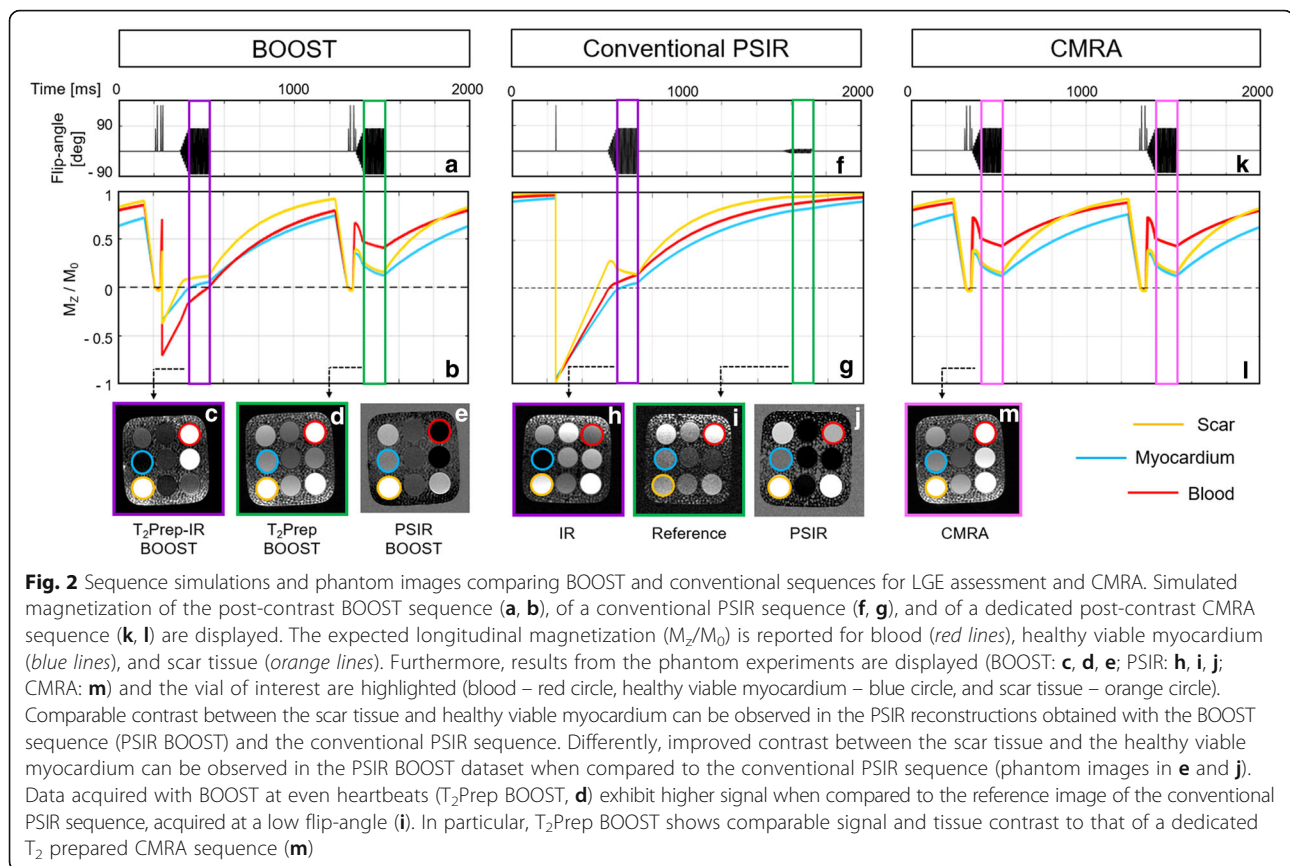 BOOST
Conventional PSIR
CMRA
Time [ms] 0 1000 2000
0 1000 2000
0 1000 2000
Flip-angle [deg]
90
- 90
a
f
k
M_Z / M_0
1
0.5
0
- 0.5
- 1
b
g
l
c
d
e
h
i
j
m
T₂Prep-IR BOOST
T₂Prep BOOST
PSIR BOOST
IR
Reference
PSIR
CMRA
Scar
Myocardium
Blood
Fig. 2 Sequence simulations and phantom images comparing BOOST and conventional sequences for LGE assessment and CMRA. Simulated
magnetization of the post-contrast BOOST sequence (a, b), of a conventional PSIR sequence (f, g), and of a dedicated post-contrast CMRA
sequence (k, l) are displayed. The expected longitudinal magnetization (M_z/M_0) is reported for blood (red lines), healthy viable myocardium
(blue lines), and scar tissue (orange lines). Furthermore, results from the phantom experiments are displayed (BOOST: c, d, e; PSIR: h, i, j;
CMRA: m) and the vial of interest are highlighted (blood – red circle, healthy viable myocardium – blue circle, and scar tissue – orange circle).
Comparable contrast between the scar tissue and healthy viable myocardium can be observed in the PSIR reconstructions obtained with the BOOST
sequence (PSIR BOOST) and the conventional PSIR sequence. Differently, improved contrast between the scar tissue and the healthy viable
myocardium can be observed in the PSIR BOOST dataset when compared to the conventional PSIR sequence (phantom images in e and j).
Data acquired with BOOST at even heartbeats (T₂Prep BOOST, d) exhibit higher signal when compared to the reference image of the conventional
PSIR sequence, acquired at a low flip-angle (i). In particular, T₂Prep BOOST shows comparable signal and tissue contrast to that of a dedicated
T₂ prepared CMRA sequence (m)